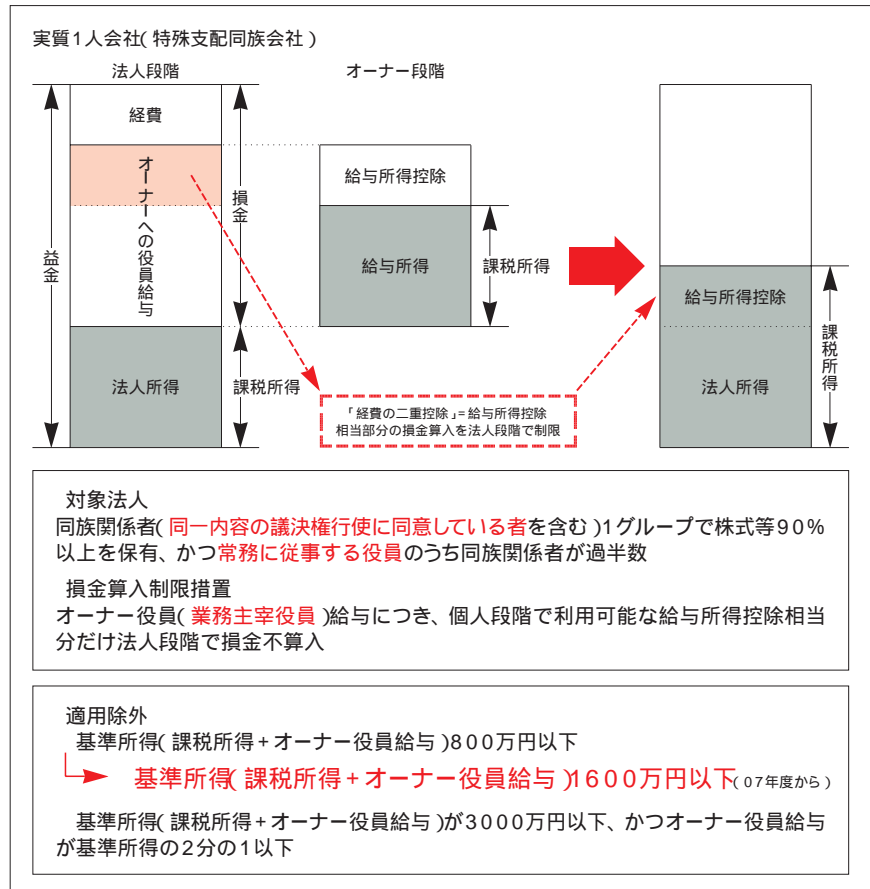 実質1人会社(特殊支配同族会社)
法人段階
オーナー段階
経費
オーナーへの役員給与
損金
益金
法人所得
課税所得
給与所得控除
給与所得
課税所得
「経費の二重控除」=給与所得控除
相当部分の損金算入を法人段階で制限
給与所得控除
法人所得
課税所得
対象法人
同族関係者(同一内容の議決権行使に同意している者を含む)1グループで株式等90%
以上を保有、かつ常務に従事する役員のうち同族関係者が過半数
損金算入制限措置
オーナー役員(業務主宰役員)給与につき、個人段階で利用可能な給与所得控除相当
分だけ法人段階で損金不算入
適用除外
基準所得(課税所得+オーナー役員給与)800万円以下
基準所得(課税所得+オーナー役員給与)1600万円以下(07年度から)
基準所得(課税所得+オーナー役員給与)が3000万円以下、かつオーナー役員給与
が基準所得の2分の1以下